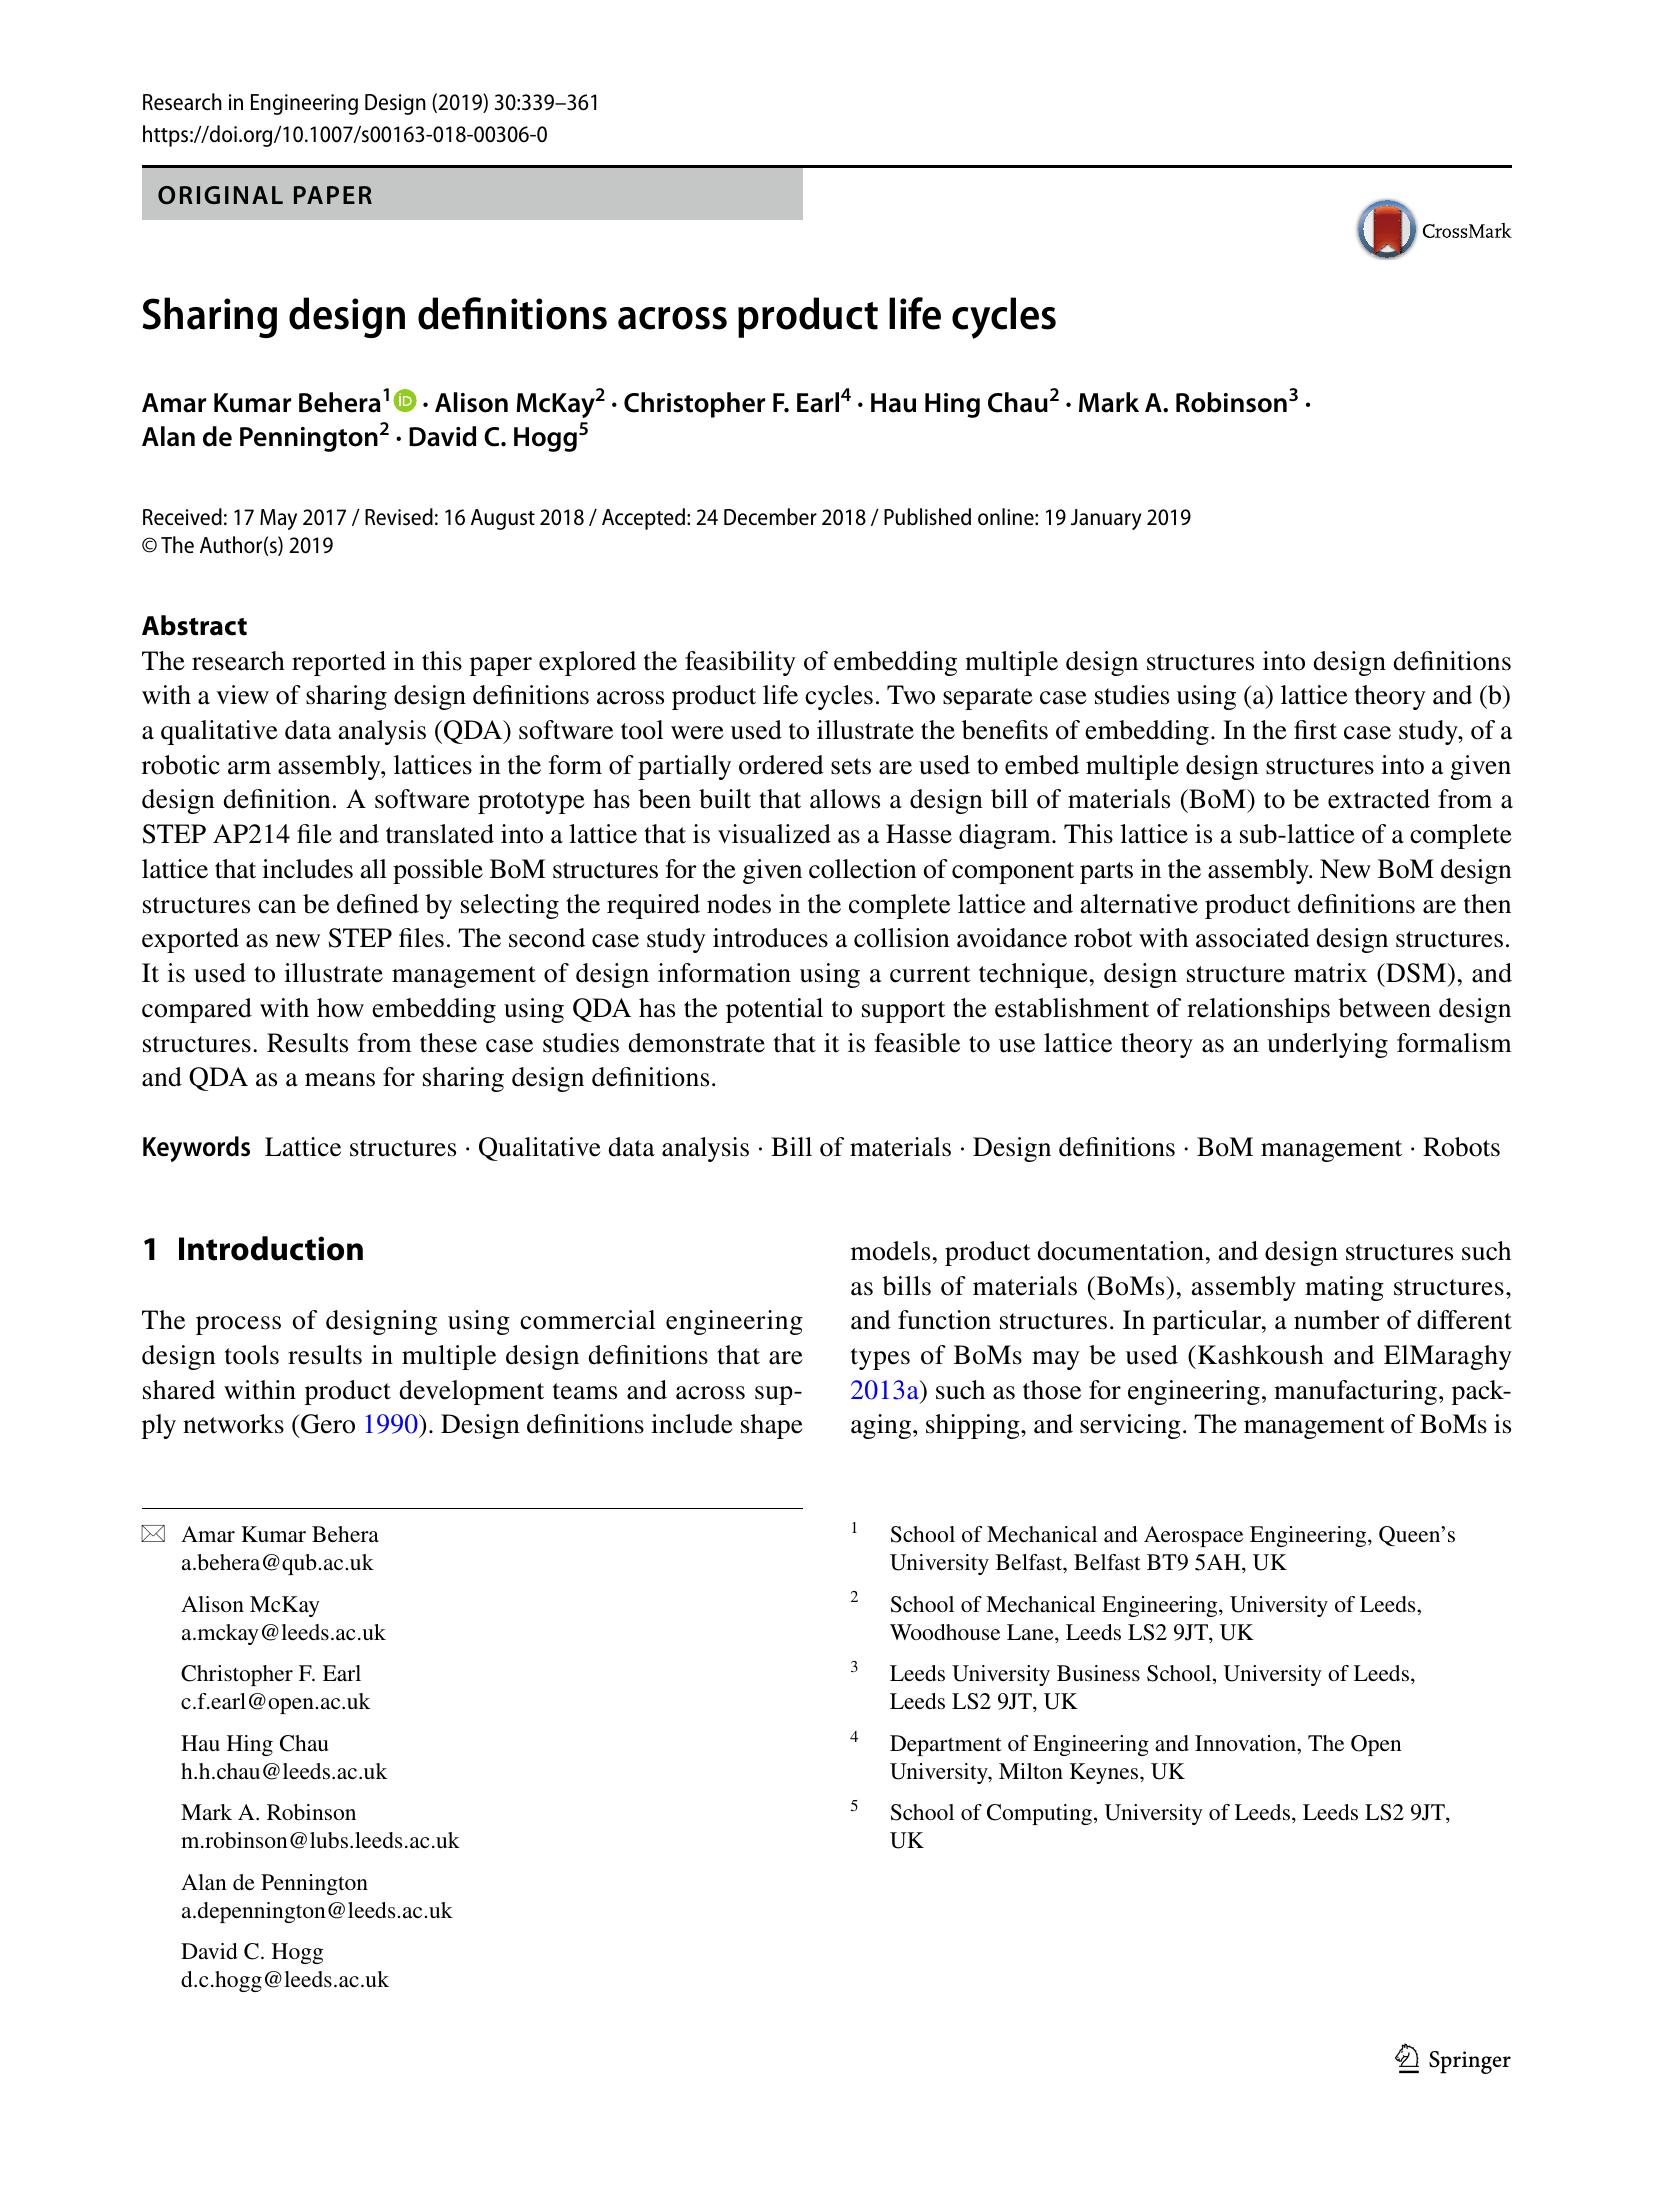 Research in Engineering Design (2019) 30:339–361
https://doi.org/10.1007/s00163-018-00306-0
ORIGINAL PAPER
CrossMark
Sharing design definitions across product life cycles
Amar Kumar Behera1 iD · Alison McKay2 · Christopher F. Earl4 · Hau Hing Chau2 · Mark A. Robinson3 ·
Alan de Pennington2 · David C. Hogg5
Received: 17 May 2017 / Revised: 16 August 2018 / Accepted: 24 December 2018 / Published online: 19 January 2019
© The Author(s) 2019
Abstract
The research reported in this paper explored the feasibility of embedding multiple design structures into design definitions
with a view of sharing design definitions across product life cycles. Two separate case studies using (a) lattice theory and (b)
a qualitative data analysis (QDA) software tool were used to illustrate the benefits of embedding. In the first case study, of a
robotic arm assembly, lattices in the form of partially ordered sets are used to embed multiple design structures into a given
design definition. A software prototype has been built that allows a design bill of materials (BoM) to be extracted from a
STEP AP214 file and translated into a lattice that is visualized as a Hasse diagram. This lattice is a sub-lattice of a complete
lattice that includes all possible BoM structures for the given collection of component parts in the assembly. New BoM design
structures can be defined by selecting the required nodes in the complete lattice and alternative product definitions are then
exported as new STEP files. The second case study introduces a collision avoidance robot with associated design structures.
It is used to illustrate management of design information using a current technique, design structure matrix (DSM), and
compared with how embedding using QDA has the potential to support the establishment of relationships between design
structures. Results from these case studies demonstrate that it is feasible to use lattice theory as an underlying formalism
and QDA as a means for sharing design definitions.
Keywords Lattice structures · Qualitative data analysis · Bill of materials · Design definitions · BoM management · Robots
1 Introduction
The process of designing using commercial engineering
design tools results in multiple design definitions that are
shared within product development teams and across sup-
ply networks (Gero 1990). Design definitions include shape
models, product documentation, and design structures such
as bills of materials (BoMs), assembly mating structures,
and function structures. In particular, a number of different
types of BoMs may be used (Kashkoush and ElMaraghy
2013a) such as those for engineering, manufacturing, pack-
aging, shipping, and servicing. The management of BoMs is
Amar Kumar Behera
a.behera@qub.ac.uk
Alison McKay
a.mckay@leeds.ac.uk
Christopher F. Earl
c.f.earl@open.ac.uk
Hau Hing Chau
h.h.chau@leeds.ac.uk
Mark A. Robinson
m.robinson@lubs.leeds.ac.uk
Alan de Pennington
a.depennington@leeds.ac.uk
David C. Hogg
d.c.hogg@leeds.ac.uk
1 School of Mechanical and Aerospace Engineering, Queen's
University Belfast, Belfast BT9 5AH, UK
2 School of Mechanical Engineering, University of Leeds,
Woodhouse Lane, Leeds LS2 9JT, UK
3 Leeds University Business School, University of Leeds,
Leeds LS2 9JT, UK
4 Department of Engineering and Innovation, The Open
University, Milton Keynes, UK
5 School of Computing, University of Leeds, Leeds LS2 9JT,
UK
Springer